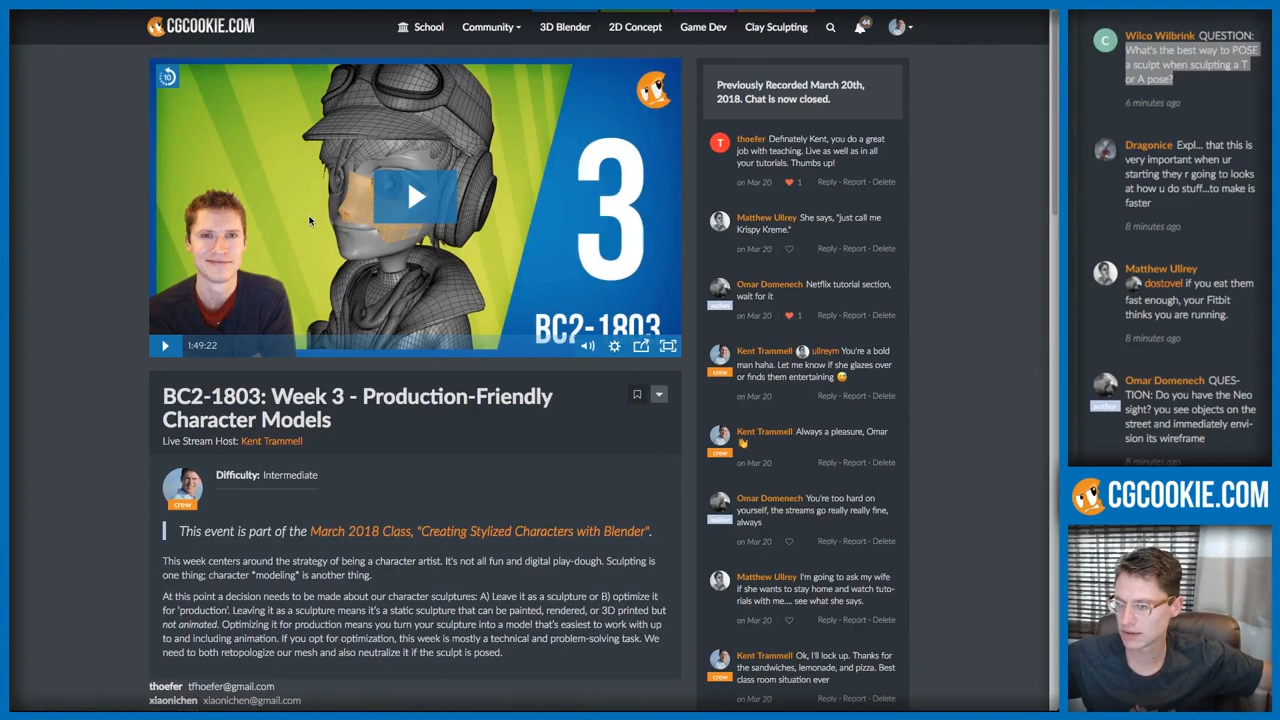 CGCOOKIE.COM
School
Community
3D Blender
2D Concept
Game Dev
Clay Sculpting
44
10
3
BC2-1803
1:49:22
BC2-1803: Week 3 - Production-Friendly
Character Models
Live Stream Host: Kent Trammell
Difficulty: Intermediate
crew
This event is part of the March 2018 Class, "Creating Stylized Characters with Blender".
This week centers around the strategy of being a character artist. It's not all fun and digital play-dough. Sculpting is
one thing; character *modeling* is another thing.
At this point a decision needs to be made about our character sculptures: A) Leave it as a sculpture or B) optimize it
for 'production'. Leaving it as a sculpture means it's a static sculpture that can be painted, rendered, or 3D printed but
not animated. Optimizing it for production means you turn your sculpture into a model that's easiest to work with up
to and including animation. If you opt for optimization, this week is mostly a technical and problem-solving task. We
need to both retopologize our mesh and also neutralize it if the sculpt is posed.
thoefer tfhoefer@gmail.com
xiaonichen xiaonichen@gmail.com
Previously Recorded March 20th,
2018. Chat is now closed.
T
thoefer Definately Kent, you do a great
job with teaching. Live as well as in all
your tutorials. Thumbs up!
on Mar 20 1 Reply · Report · Delete
Matthew Ullrey She says, "just call me
Krispy Kreme."
on Mar 20 Reply · Report · Delete
Omar Domenech Netflix tutorial section,
wait for it
author
on Mar 20 1 Reply · Report · Delete
Kent Trammell ullreym You're a bold
man haha. Let me know if she glazes over
or finds them entertaining
crew
on Mar 20 Reply · Report · Delete
Kent Trammell Always a pleasure, Omar
crew
on Mar 20 Reply · Report · Delete
Omar Domenech You're too hard on
yourself, the streams go really really fine,
always
author
on Mar 20 Reply · Report · Delete
Matthew Ullrey I'm going to ask my wife
if she wants to stay home and watch tuto-
rials with me.... see what she says.
on Mar 20 Reply · Report · Delete
Kent Trammell Ok, I'll lock up. Thanks for
the sandwiches, lemonade, and pizza. Best
class room situation ever
crew
on Mar 20 Reply · Report · Delete
C
Wilco Wilbrink QUESTION:
What's the best way to POSE
a sculpt when sculpting a T
or A pose?
6 minutes ago
Dragonice Expl... that this is
very important when ur
starting they r going to looks
at how u do stuff...to make is
faster
8 minutes ago
Matthew Ullrey
dostovel if you eat them
fast enough, your Fitbit
thinks you are running.
8 minutes ago
Omar Domenech QUES-
TION: Do you have the Neo
sight? you see objects on the
street and immediately envi-
sion its wireframe
author
8 minutes ago
CGCOOKIE.COM